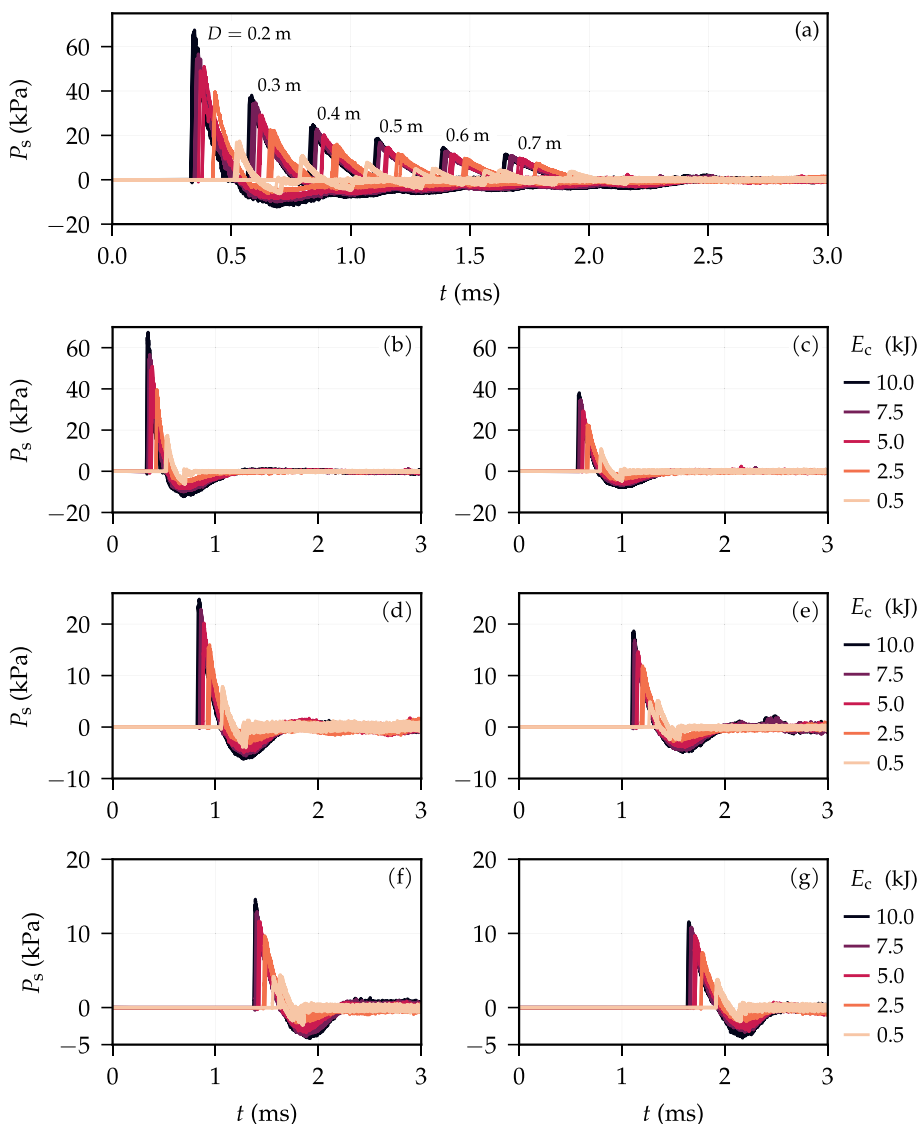 (a)
D = 0.2 m
0.3 m
0.4 m
0.5 m
0.6 m
0.7 m
60
40
20
0
−20
P_s (kPa)
0.0 0.5 1.0 1.5 2.0 2.5 3.0
t (ms)
(b) (c)
60 60
40 40
20 20
0 0
−20 −20
P_s (kPa)
0 1 2 3 0 1 2 3
E_c (kJ)
10.0
7.5
5.0
2.5
0.5
(d) (e)
20 20
10 10
0 0
−10 −10
P_s (kPa)
0 1 2 3 0 1 2 3
E_c (kJ)
10.0
7.5
5.0
2.5
0.5
(f) (g)
20 20
10 10
0 0
−5 −5
P_s (kPa)
0 1 2 3 0 1 2 3
t (ms) t (ms)
E_c (kJ)
10.0
7.5
5.0
2.5
0.5